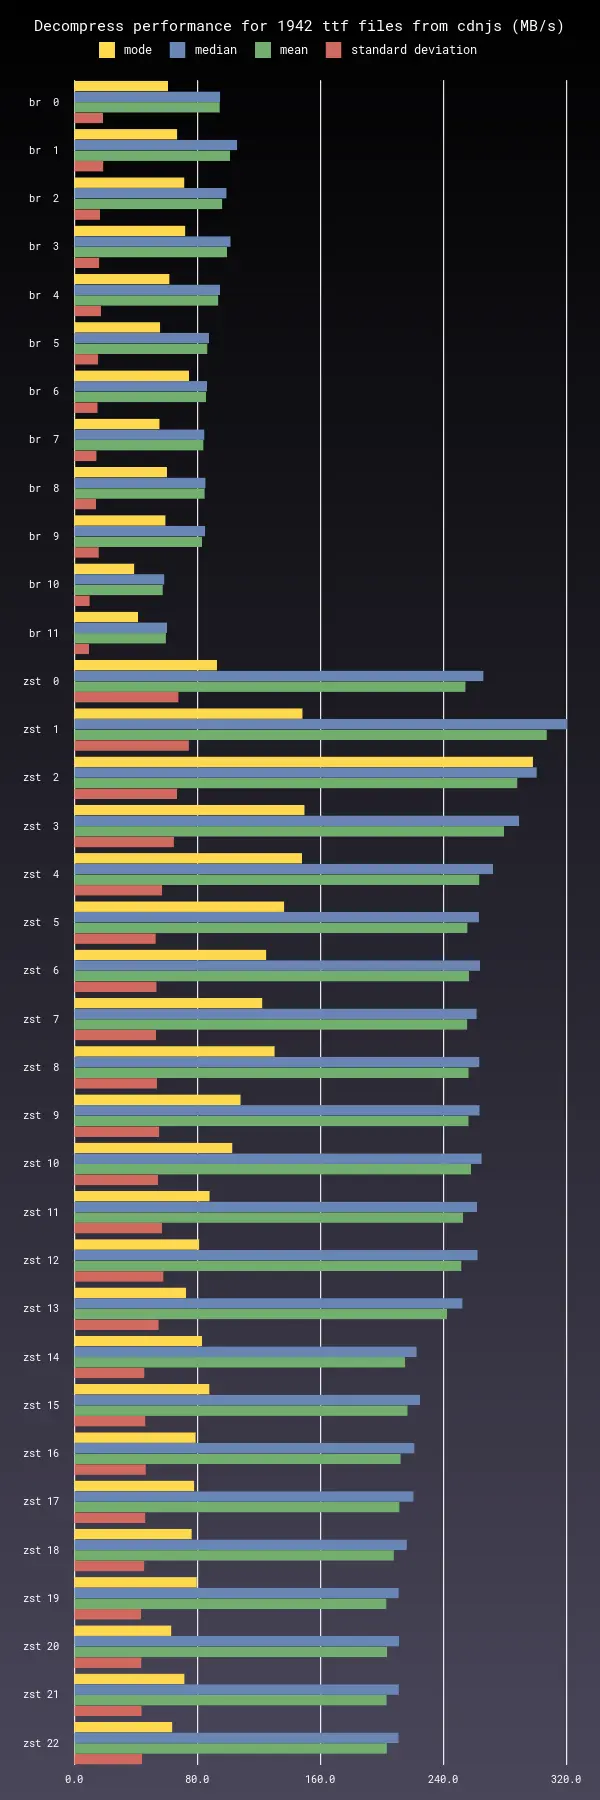 Decompress performance for 1942 ttf files from cdnjs (MB/s)
mode median mean standard deviation
br 0
br 1
br 2
br 3
br 4
br 5
br 6
br 7
br 8
br 9
br 10
br 11
zst 0
zst 1
zst 2
zst 3
zst 4
zst 5
zst 6
zst 7
zst 8
zst 9
zst 10
zst 11
zst 12
zst 13
zst 14
zst 15
zst 16
zst 17
zst 18
zst 19
zst 20
zst 21
zst 22
0.0 80.0 160.0 240.0 320.0